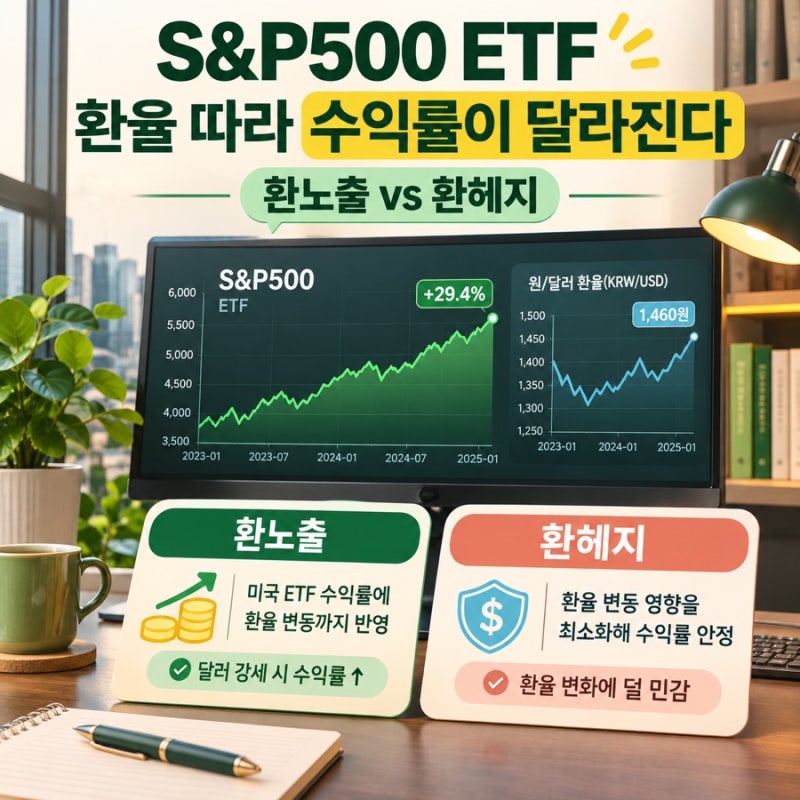 S&P500 ETF
환율 따라 수익률이 달라진다
환노출 vs 환헤지
S&P500
ETF
+29.4%
6,000
5,500
5,000
4,500
4,000
3,500
2023-01
2023-07
2024-01
2024-07
2025-01
원/달러 환율(KRW/USD)
1,460원
1,500
1,450
1,400
1,350
1,300
1,250
2023-01
2024-01
2025-01
환노출
미국 ETF 수익률에
환율 변동까지 반영
달러 강세 시 수익률 ↑
환헤지
$
환율 변동 영향을
최소화해 수익률 안정
환율 변화에 덜 민감